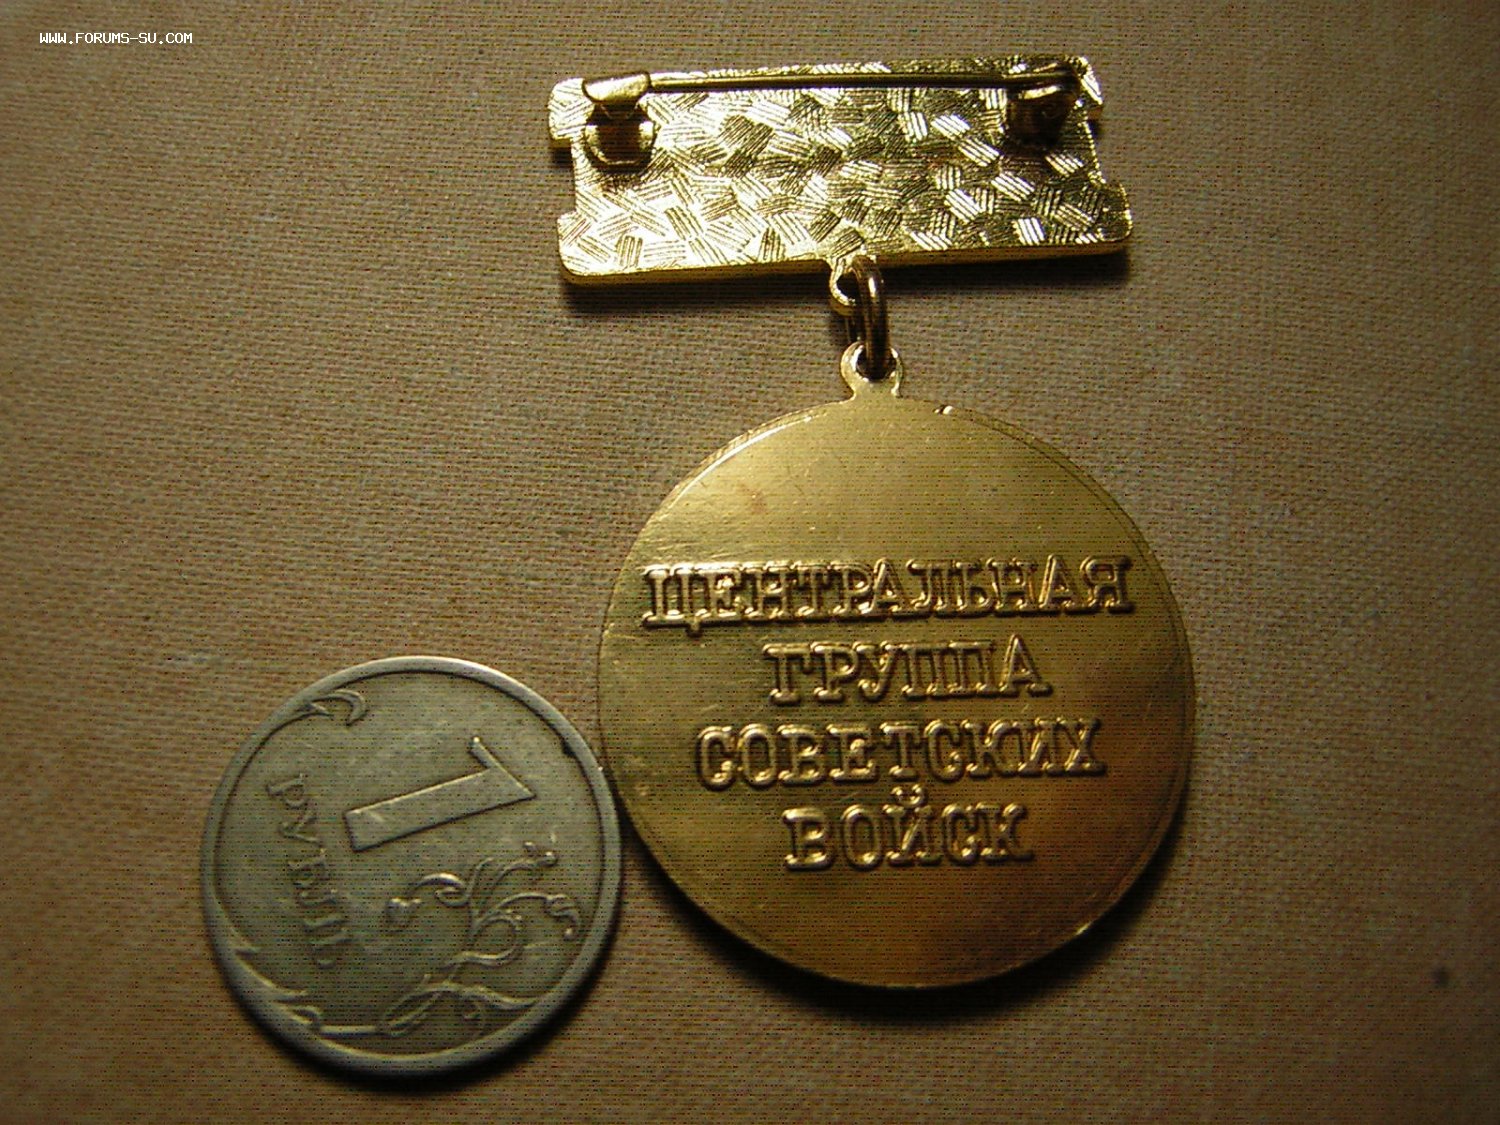 WWW.FORUMS-SU.COM
ЦЕНТРАЛЬНАЯ
ГРУППА
СОВЕТСКИХ
ВОЙСК
1
РУБЛЬ